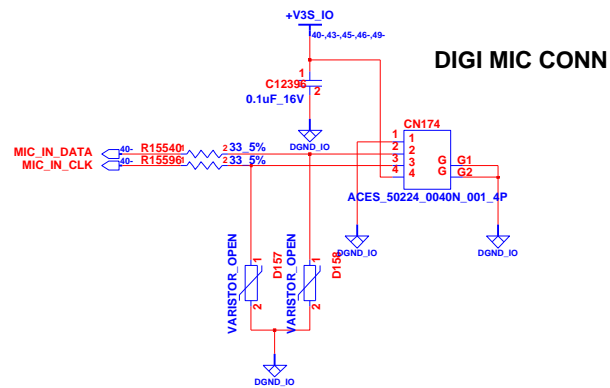 +V3S_IO
40-,43-,45-,46-,49-
DIGI MIC CONN
1
C12396
2
0.1uF_16V
DGND_IO
CN174
1 1
2 2
3 3
4 4
G G1
G G2
ACES_50224_0040N_001_4P
MIC_IN_DATA 40- R15540 1 2 33_5%
MIC_IN_CLK 40- R15596 1 2 33_5%
DGND_IO
DGND_IO
VARISTOR_OPEN
1
2
D157
VARISTOR_OPEN
1
2
D158
DGND_IO